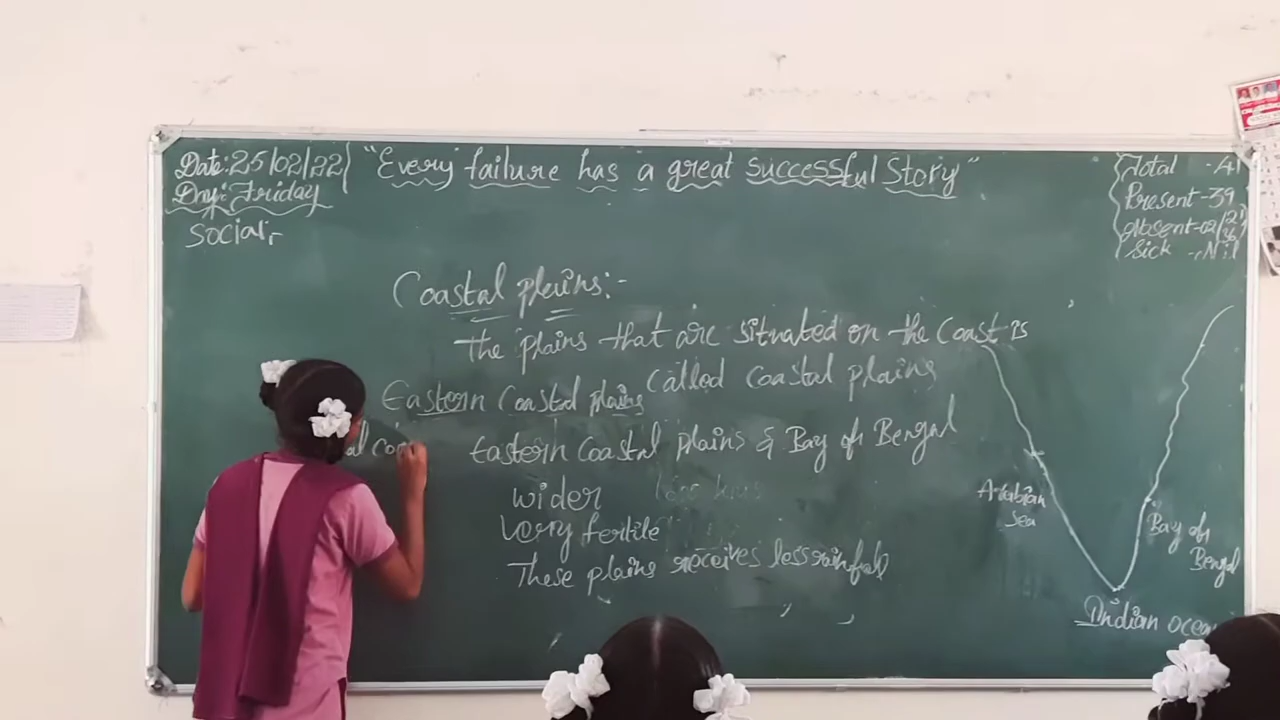 Date:25/02/22
Day:Friday
Social:-
"Every failure has a great successful Story"
Total - 41
Present-39
Absent-02
Sick -Nil
Coastal plains:-
The plains that are situated on the Coast is
Called coastal plains
Eastern Coastal plains
al co
Eastern Coastal plains & Bay of Bengal
wider
Very fertile
These plains receives less rainfall
Arabian
Sea
Bay of
Bengal
Indian ocea